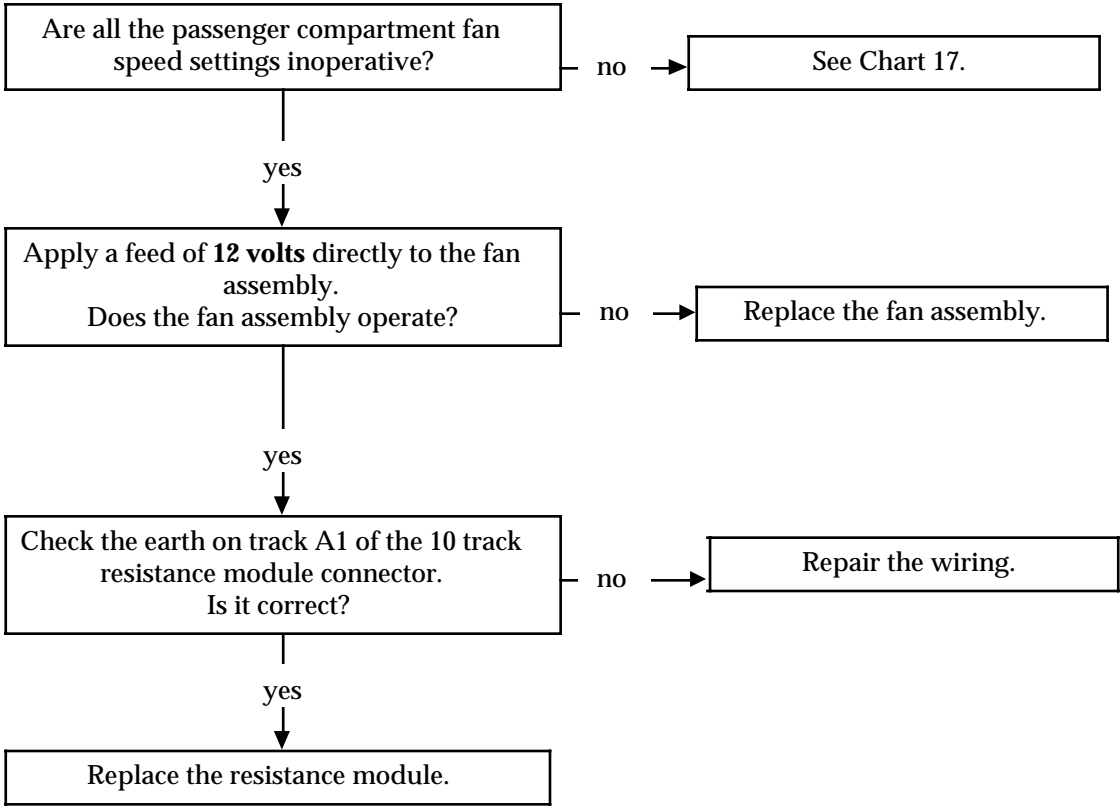 Are all the passenger compartment fan
speed settings inoperative?
no
See Chart 17.
yes
Apply a feed of 12 volts directly to the fan
assembly.
Does the fan assembly operate?
no
Replace the fan assembly.
yes
Check the earth on track A1 of the 10 track
resistance module connector.
Is it correct?
no
Repair the wiring.
yes
Replace the resistance module.